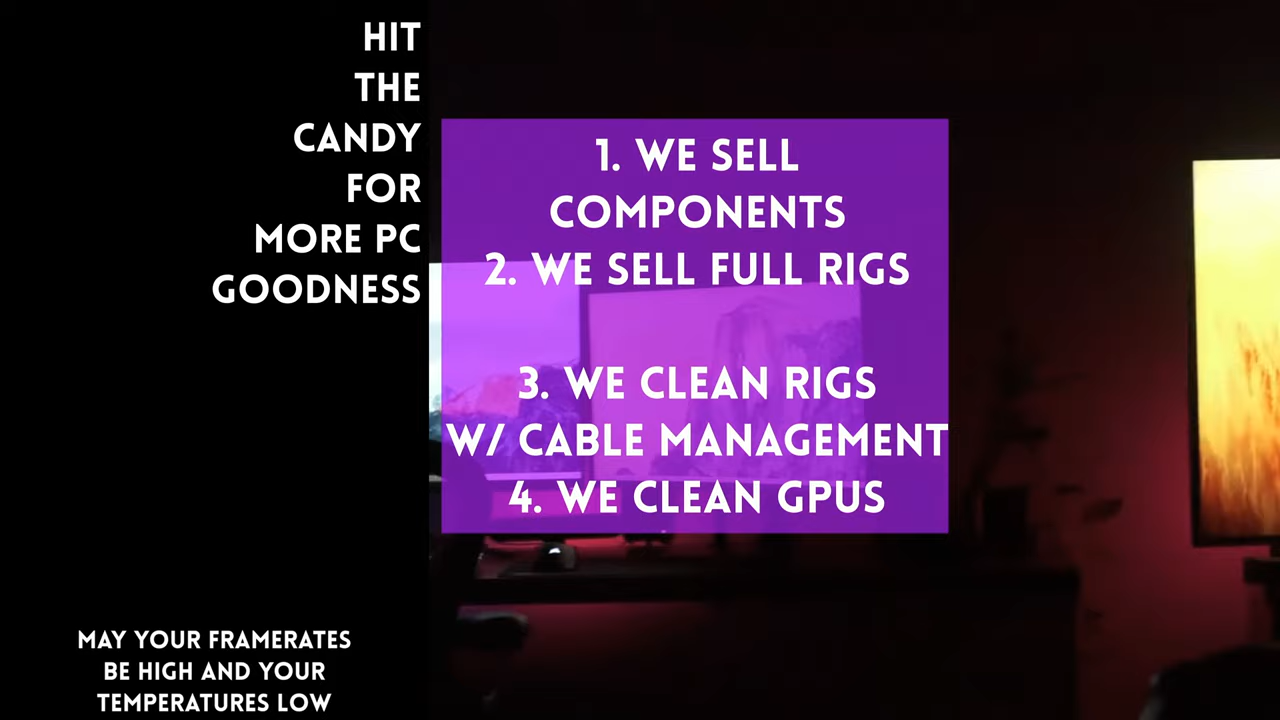 HIT
THE
CANDY
FOR
MORE PC
GOODNESS
1. WE SELL
COMPONENTS
2. WE SELL FULL RIGS
3. WE CLEAN RIGS
W/ CABLE MANAGEMENT
4. WE CLEAN GPUS
MAY YOUR FRAMERATES
BE HIGH AND YOUR
TEMPERATURES LOW